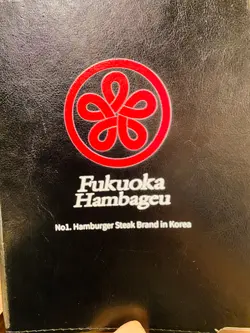 Fukuoka
Hambageu
No1. Hamburger Steak Brand in Korea